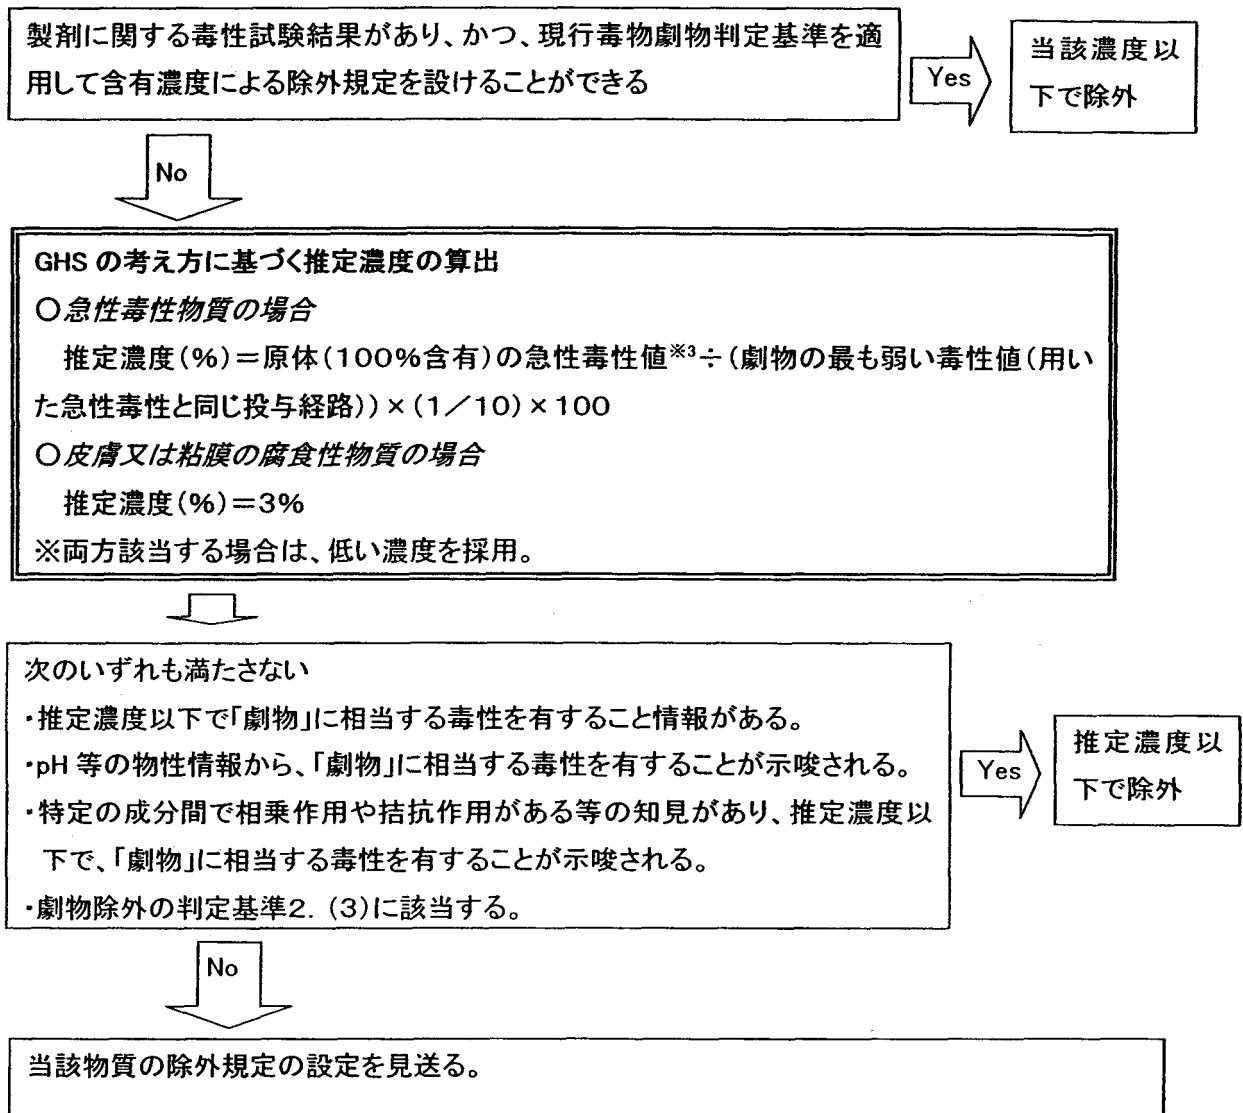 製剤に関する毒性試験結果があり、かつ、現行毒物劇物判定基準を適
用して含有濃度による除外規定を設けることができる
Yes
当該濃度以
下で除外
No
GHS の考え方に基づく推定濃度の算出
○急性毒性物質の場合
推定濃度(%)=原体(100%含有)の急性毒性値※3÷(劇物の最も弱い毒性値(用い
た急性毒性と同じ投与経路))×(1/10)×100
○皮膚又は粘膜の腐食性物質の場合
推定濃度(%)=3%
※両方該当する場合は、低い濃度を採用。
次のいずれも満たさない
・推定濃度以下で「劇物」に相当する毒性を有すること情報がある。
・pH 等の物性情報から、「劇物」に相当する毒性を有することが示唆される。
・特定の成分間で相乗作用や拮抗作用がある等の知見があり、推定濃度以
下で、「劇物」に相当する毒性を有することが示唆される。
・劇物除外の判定基準2. (3)に該当する。
Yes
推定濃度以
下で除外
No
当該物質の除外規定の設定を見送る。